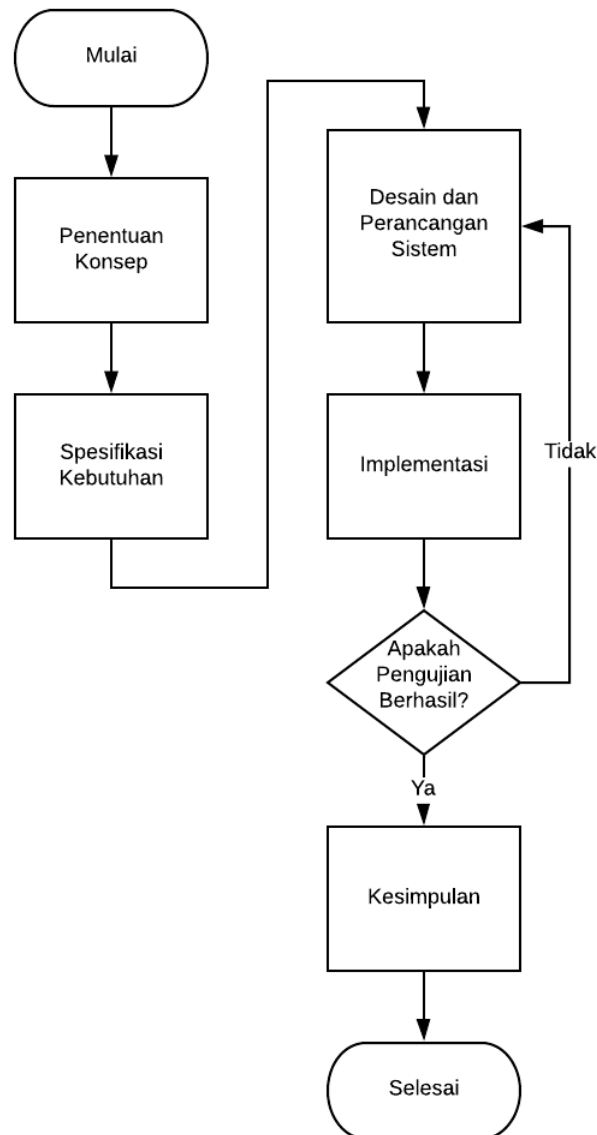 Mulai
Penentuan
Konsep
Spesifikasi
Kebutuhan
Desain dan
Perancangan
Sistem
Implementasi
Tidak
Apakah
Pengujian
Berhasil?
Ya
Kesimpulan
Selesai